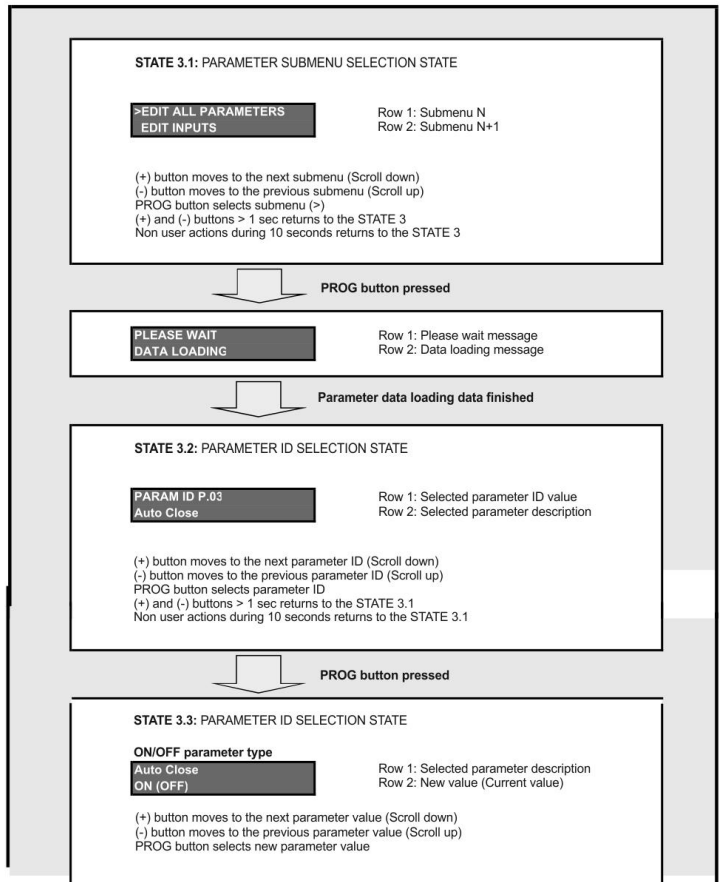 STATE 3.1: PARAMETER SUBMENU SELECTION STATE
>EDIT ALL PARAMETERS
EDIT INPUTS
Row 1: Submenu N
Row 2: Submenu N+1
(+) button moves to the next submenu (Scroll down)
(-) button moves to the previous submenu (Scroll up)
PROG button selects submenu (>)
(+) and (-) buttons > 1 sec returns to the STATE 3
Non user actions during 10 seconds returns to the STATE 3
PROG button pressed
PLEASE WAIT
DATA LOADING
Row 1: Please wait message
Row 2: Data loading message
Parameter data loading data finished
STATE 3.2: PARAMETER ID SELECTION STATE
PARAM ID P.03
Auto Close
Row 1: Selected parameter ID value
Row 2: Selected parameter description
(+) button moves to the next parameter ID (Scroll down)
(-) button moves to the previous parameter ID (Scroll up)
PROG button selects parameter ID
(+) and (-) buttons > 1 sec returns to the STATE 3.1
Non user actions during 10 seconds returns to the STATE 3.1
PROG button pressed
STATE 3.3: PARAMETER ID SELECTION STATE
ON/OFF parameter type
Auto Close
ON (OFF)
Row 1: Selected parameter description
Row 2: New value (Current value)
(+) button moves to the next parameter value (Scroll down)
(-) button moves to the previous parameter value (Scroll up)
PROG button selects new parameter value